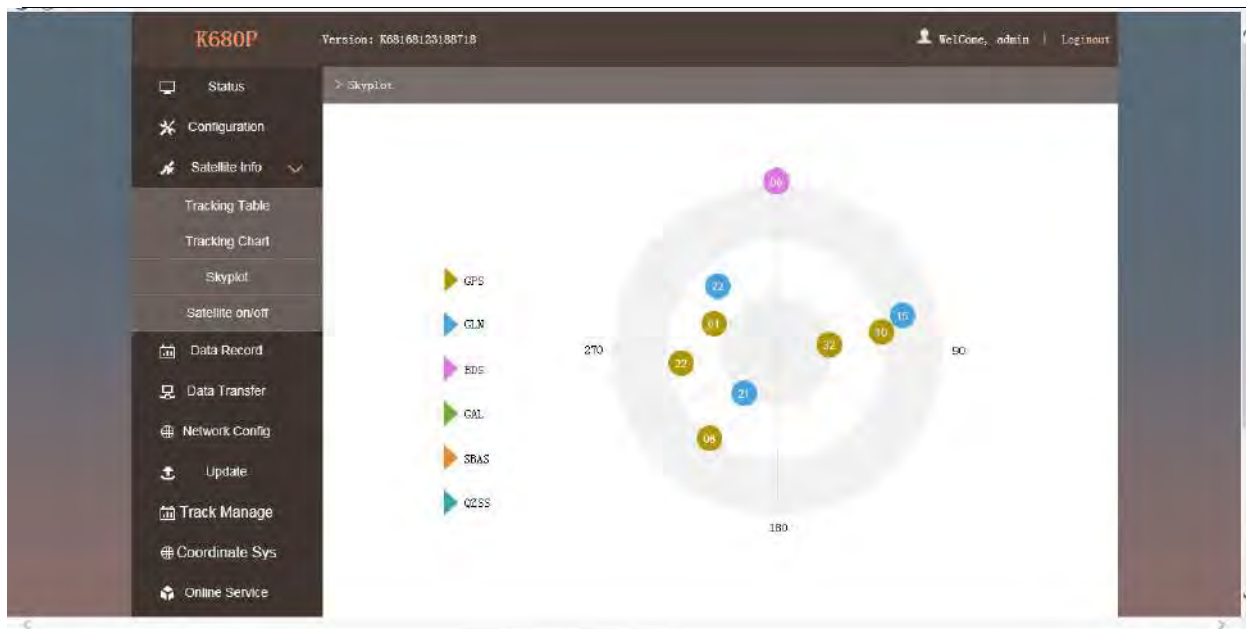 K680P
Version: K68168123188718
WelCome, admin | Loginout
Status
> Skyplot
Configuration
Satellite Info
Tracking Table
Tracking Chart
Skyplot
Satellite on/off
Data Record
Data Transfer
Network Config
Update
Track Manage
Coordinate Sys
Online Service
GPS
GLN
BDS
GAL
SBAS
QZSS
22
01
15
10
32
270
90
22
21
06
180